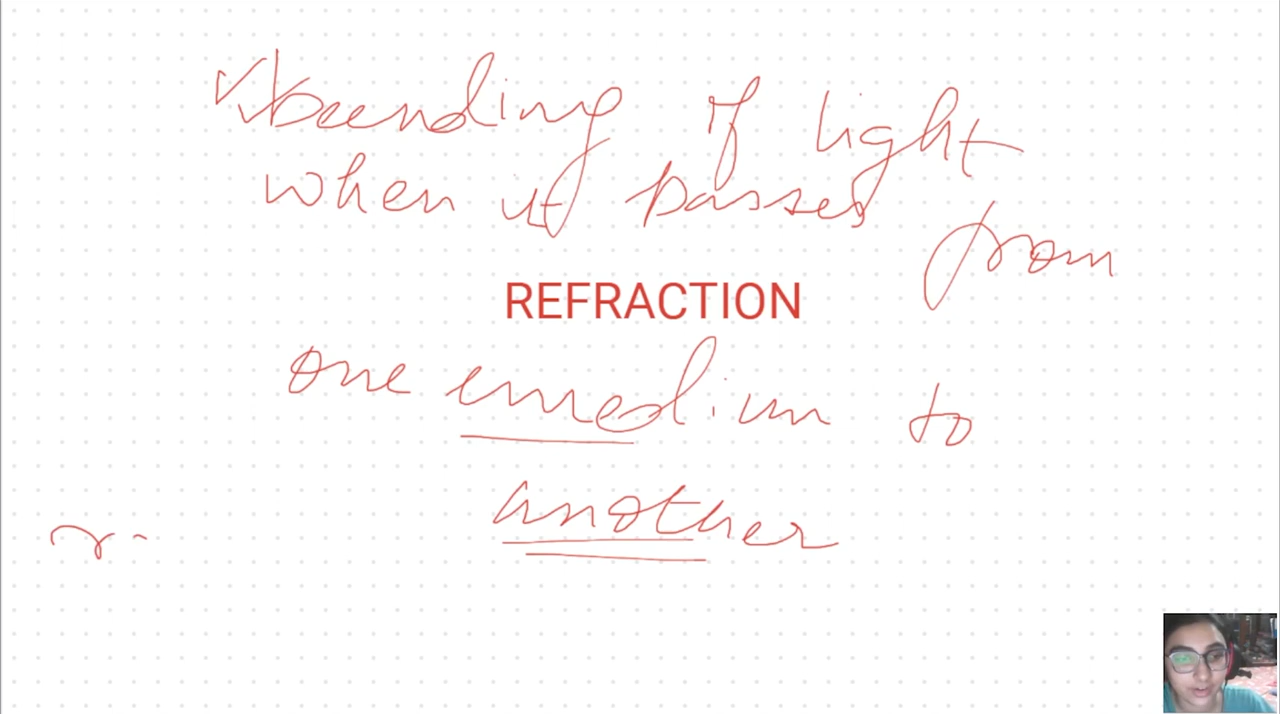 bending of light
when it passes from
REFRACTION
one medium to
another